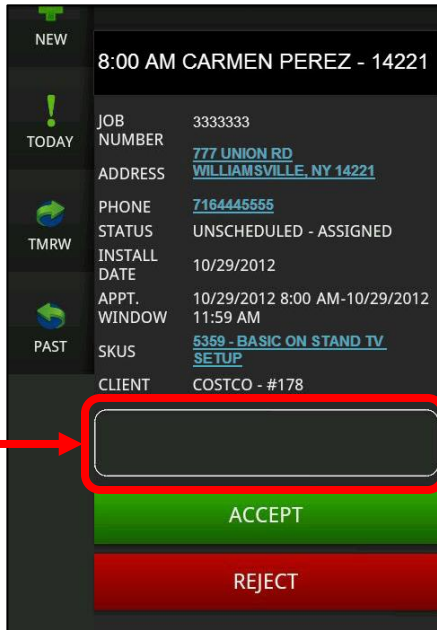 NEW
TODAY
TMRW
PAST
8:00 AM CARMEN PEREZ - 14221
JOB NUMBER 3333333
ADDRESS 777 UNION RD
WILLIAMSVILLE, NY 14221
PHONE 7164445555
STATUS UNSCHEDULED - ASSIGNED
INSTALL DATE 10/29/2012
APPT. WINDOW 10/29/2012 8:00 AM-10/29/2012
11:59 AM
SKUS 5359 - BASIC ON STAND TV
SETUP
CLIENT COSTCO - #178
ACCEPT
REJECT